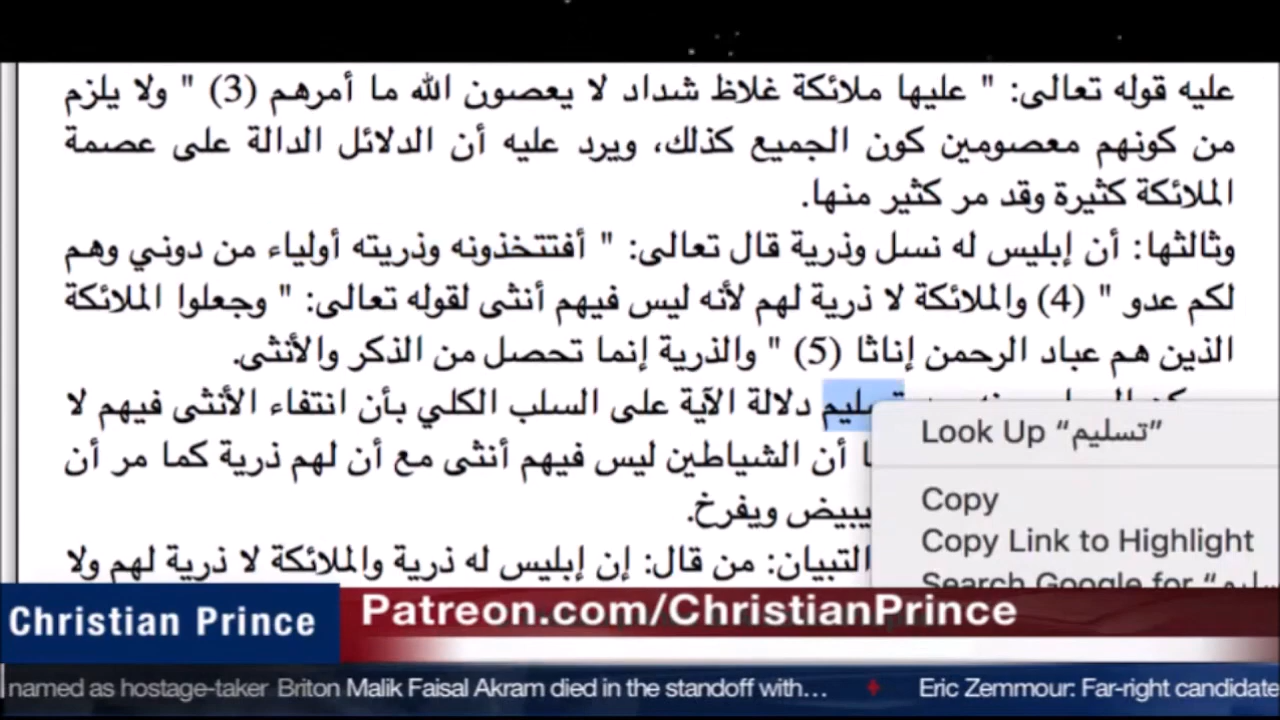 عليه قوله تعالى: " عليها ملائكة غلاظ شداد لا يعصون الله ما أمرهم (3) " ولا يلزم
من كونهم معصومين كون الجميع كذلك، ويرد عليه أن الدلائل الدالة على عصمة
الملائكة كثيرة وقد مر كثير منها.
وثالثها: أن إبليس له نسل وذرية قال تعالى: " أفتتخذونه وذريته أولياء من دوني وهم
لكم عدو " (4) والملائكة لا ذرية لهم لأنه ليس فيهم أنثى لقوله تعالى: " وجعلوا الملائكة
الذين هم عباد الرحمن إناثا (5) " والذرية إنما تحصل من الذكر والأنثى.
تسليم دلالة الآية على السلب الكلي بأن انتفاء الأنثى فيهم لا
أن الشياطين ليس فيهم أنثى مع أن لهم ذرية كما مر أن
يبيض ويفرخ.
التبيان: من قال: إن إبليس له ذرية والملائكة لا ذرية لهم ولا
Look Up “تسليم”
Copy
Copy Link to Highlight
Search Google for
Christian Prince
Patreon.com/ChristianPrince
named as hostage-taker Briton Malik Faisal Akram died in the standoff with... Eric Zemmour: Far-right candidate